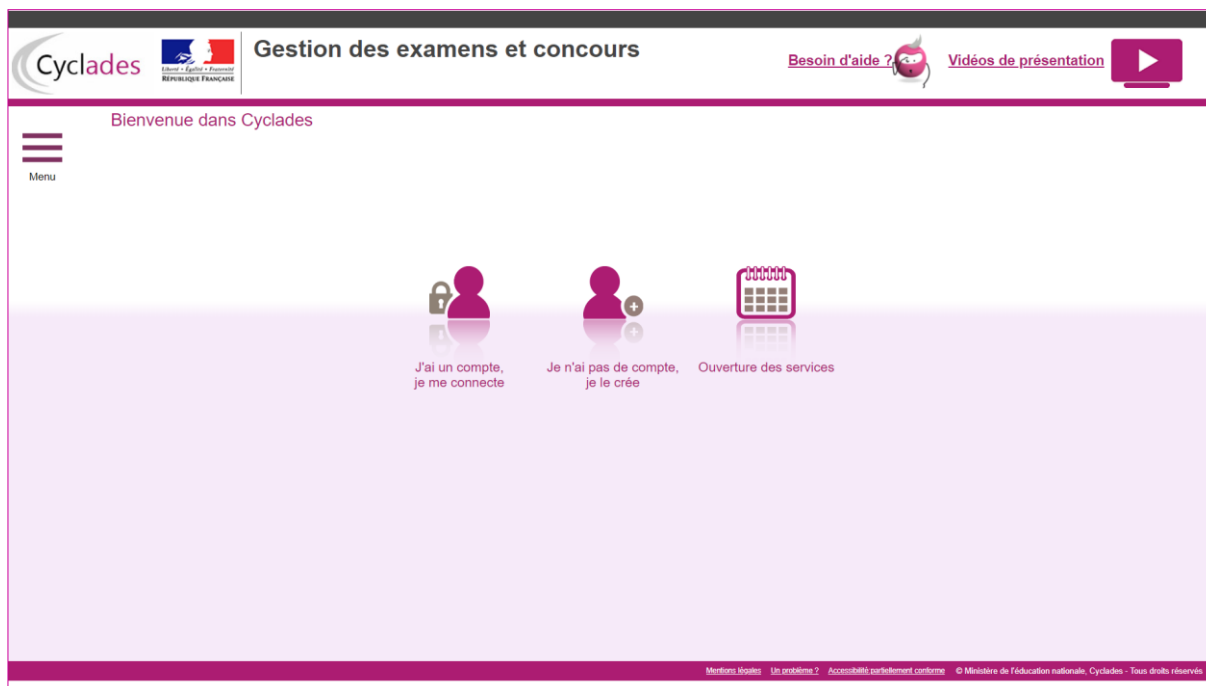 Cyclades
Liberté • Égalité • Fraternité
RÉPUBLIQUE FRANÇAISE
Gestion des examens et concours
Besoin d'aide ?
Vidéos de présentation
Bienvenue dans Cyclades
Menu
J'ai un compte,
je me connecte
Je n'ai pas de compte,
je le crée
Ouverture des services
Mentions légales Un problème ? Accessibilité partiellement conforme © Ministère de l'éducation nationale, Cyclades - Tous droits réservés